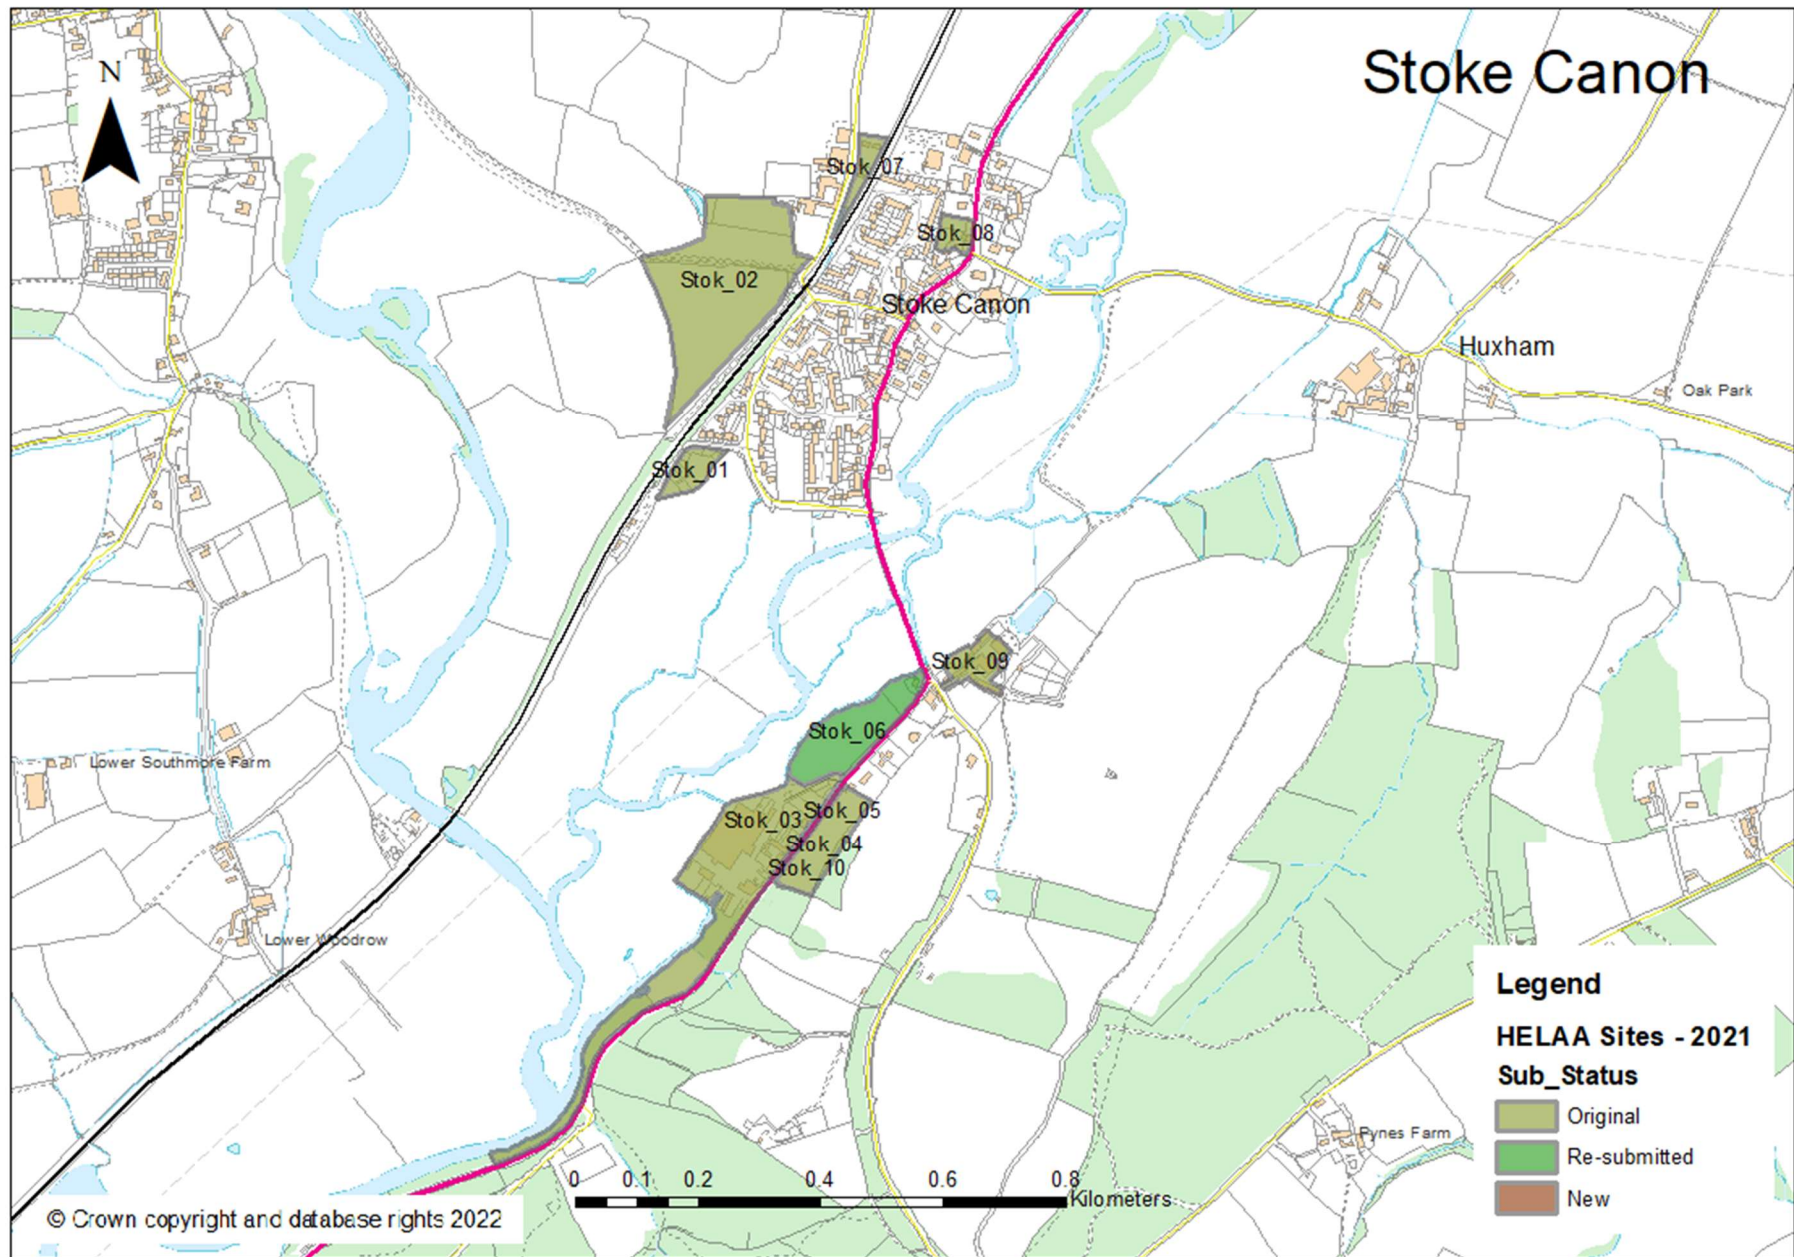 Stoke Canon
N
Stok_07
Stok_08
Stok_02
Stoke Canon
Huxham
Oak Park
Stok_01
Stok_09
Stok_06
Lower Southmore Farm
Stok_05
Stok_03
Stok_04
Stok_10
Lower Woodrow
Legend
HELAA Sites - 2021
Sub_Status
Original
Re-submitted
New
Pynes Farm
0 0.1 0.2 0.4 0.6 0.8
Kilometers
© Crown copyright and database rights 2022